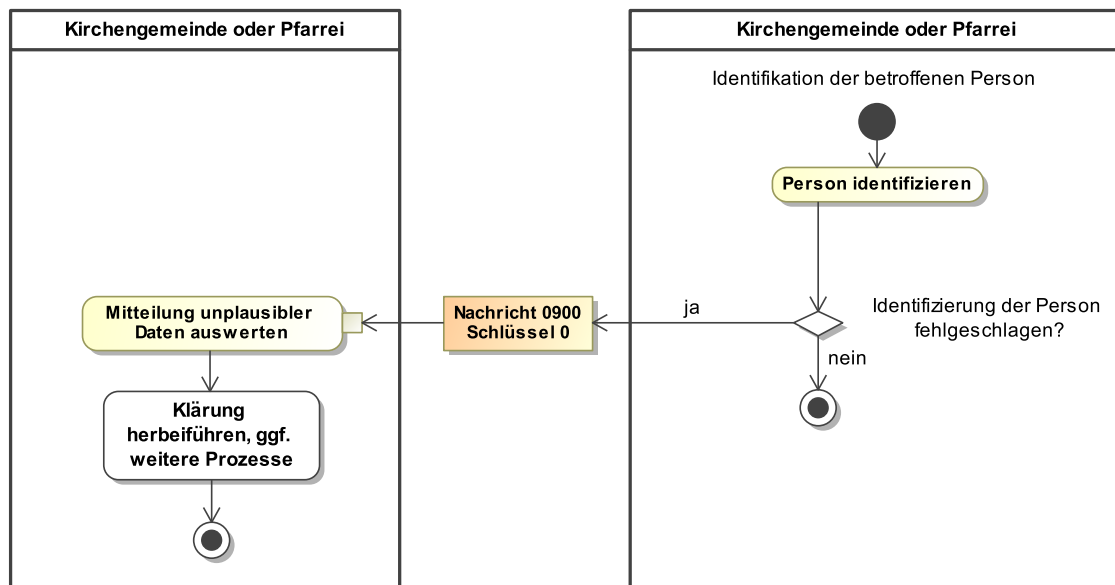 Kirchengemeinde oder Pfarrei
Kirchengemeinde oder Pfarrei
Identifikation der betroffenen Person
Person identifizieren
Mitteilung unplausibler
Daten auswerten
Nachricht 0900
Schlüssel 0
ja
Identifizierung der Person
fehlgeschlagen?
nein
Klärung
herbeiführen, ggf.
weitere Prozesse